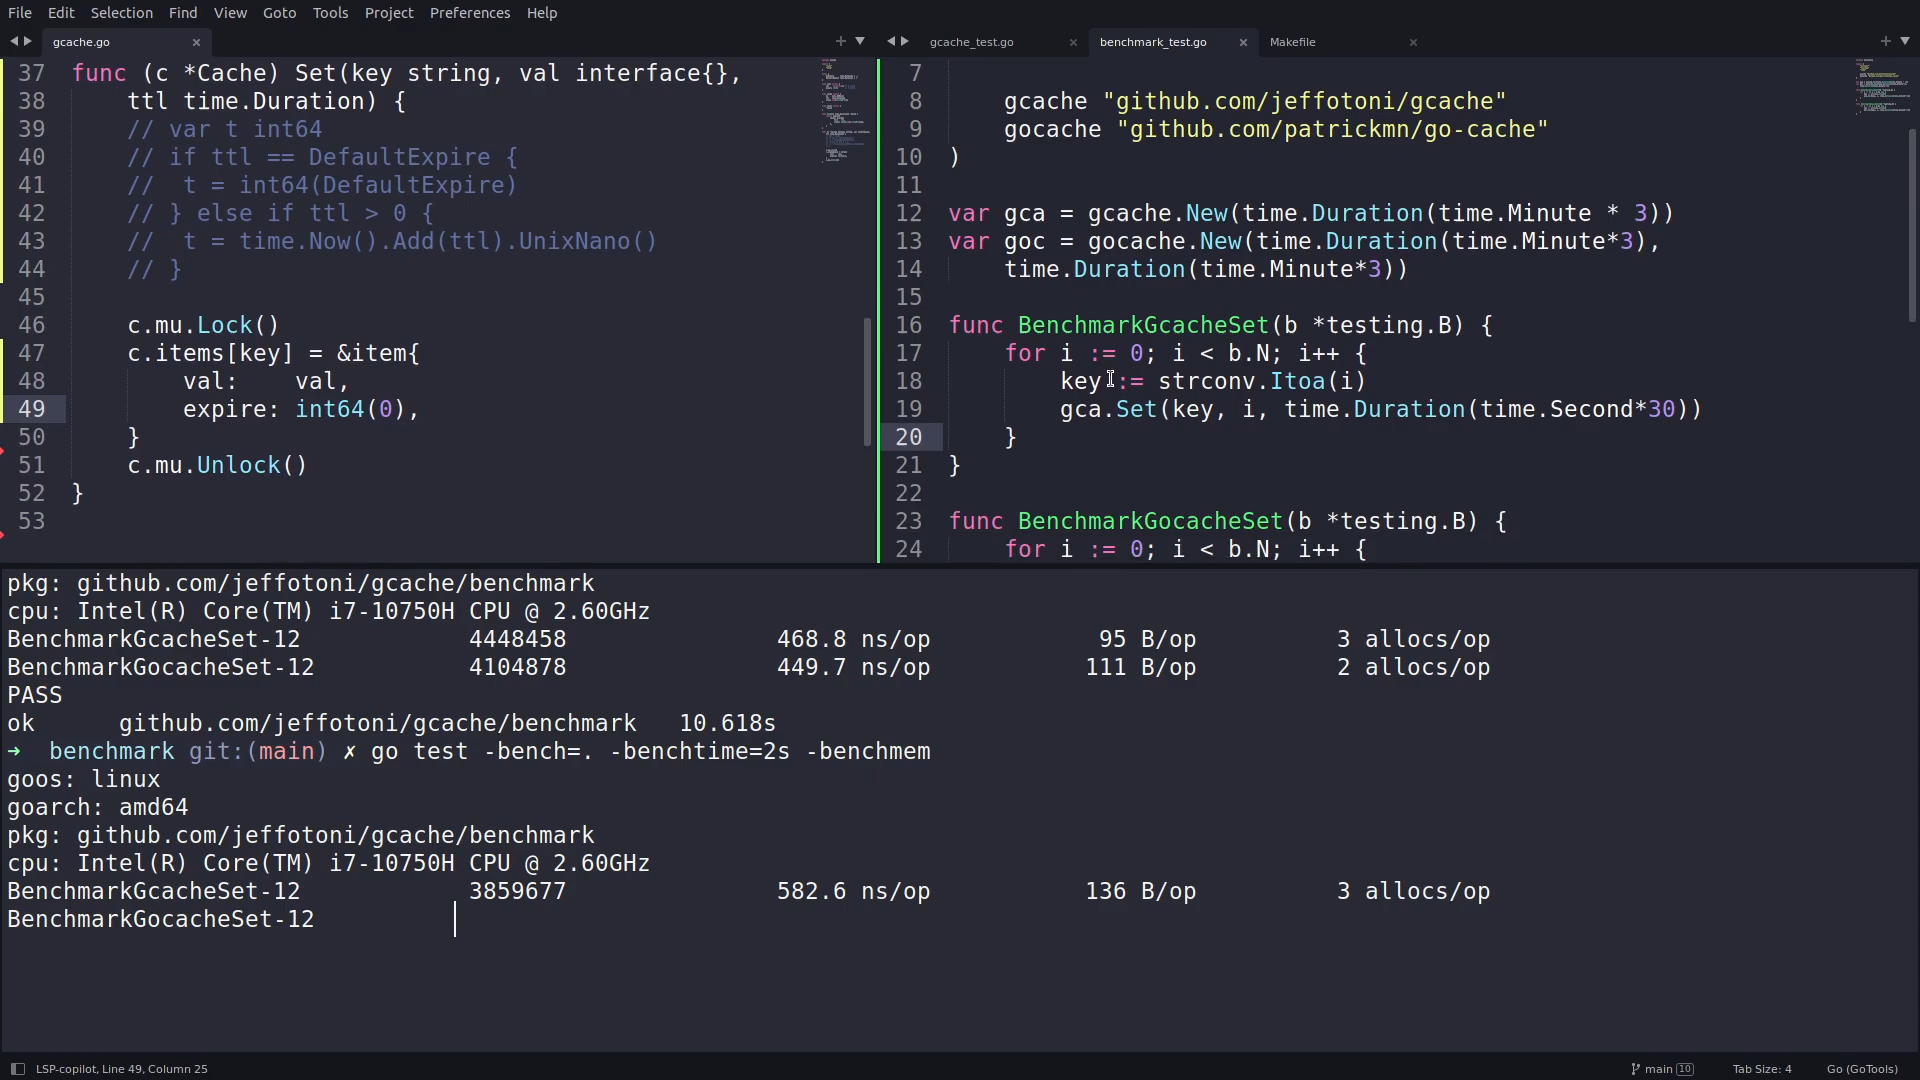 File Edit Selection Find View Goto Tools Project Preferences Help
gcache.go
37 func (c *Cache) Set(key string, val interface{},
38 ttl time.Duration) {
39 // var t int64
40 // if ttl == DefaultExpire {
41 //  t = int64(DefaultExpire)
42 // } else if ttl > 0 {
43 //  t = time.Now().Add(ttl).UnixNano()
44 // }
45
46 c.mu.Lock()
47 c.items[key] = &item{
48 val:    val,
49 expire: int64(0),
50 }
51 c.mu.Unlock()
52 }
53
gcache_test.go benchmark_test.go Makefile
7
8 gcache "github.com/jeffotoni/gcache"
9 gocache "github.com/patrickmn/go-cache"
10 )
11
12 var gca = gcache.New(time.Duration(time.Minute * 3))
13 var goc = gocache.New(time.Duration(time.Minute*3),
14 time.Duration(time.Minute*3))
15
16 func BenchmarkGcacheSet(b *testing.B) {
17 for i := 0; i < b.N; i++ {
18 key := strconv.Itoa(i)
19 gca.Set(key, i, time.Duration(time.Second*30))
20 }
21 }
22
23 func BenchmarkGocacheSet(b *testing.B) {
24 for i := 0; i < b.N; i++ {
pkg: github.com/jeffotoni/gcache/benchmark
cpu: Intel(R) Core(TM) i7-10750H CPU @ 2.60GHz
BenchmarkGcacheSet-12 4448458 468.8 ns/op 95 B/op 3 allocs/op
BenchmarkGocacheSet-12 4104878 449.7 ns/op 111 B/op 2 allocs/op
PASS
ok github.com/jeffotoni/gcache/benchmark 10.618s
➜ benchmark git:(main) ✗ go test -bench=. -benchtime=2s -benchmem
goos: linux
goarch: amd64
pkg: github.com/jeffotoni/gcache/benchmark
cpu: Intel(R) Core(TM) i7-10750H CPU @ 2.60GHz
BenchmarkGcacheSet-12 3859677 582.6 ns/op 136 B/op 3 allocs/op
BenchmarkGocacheSet-12
LSP-copilot, Line 49, Column 25 main 10 Tab Size: 4 Go (GoTools)